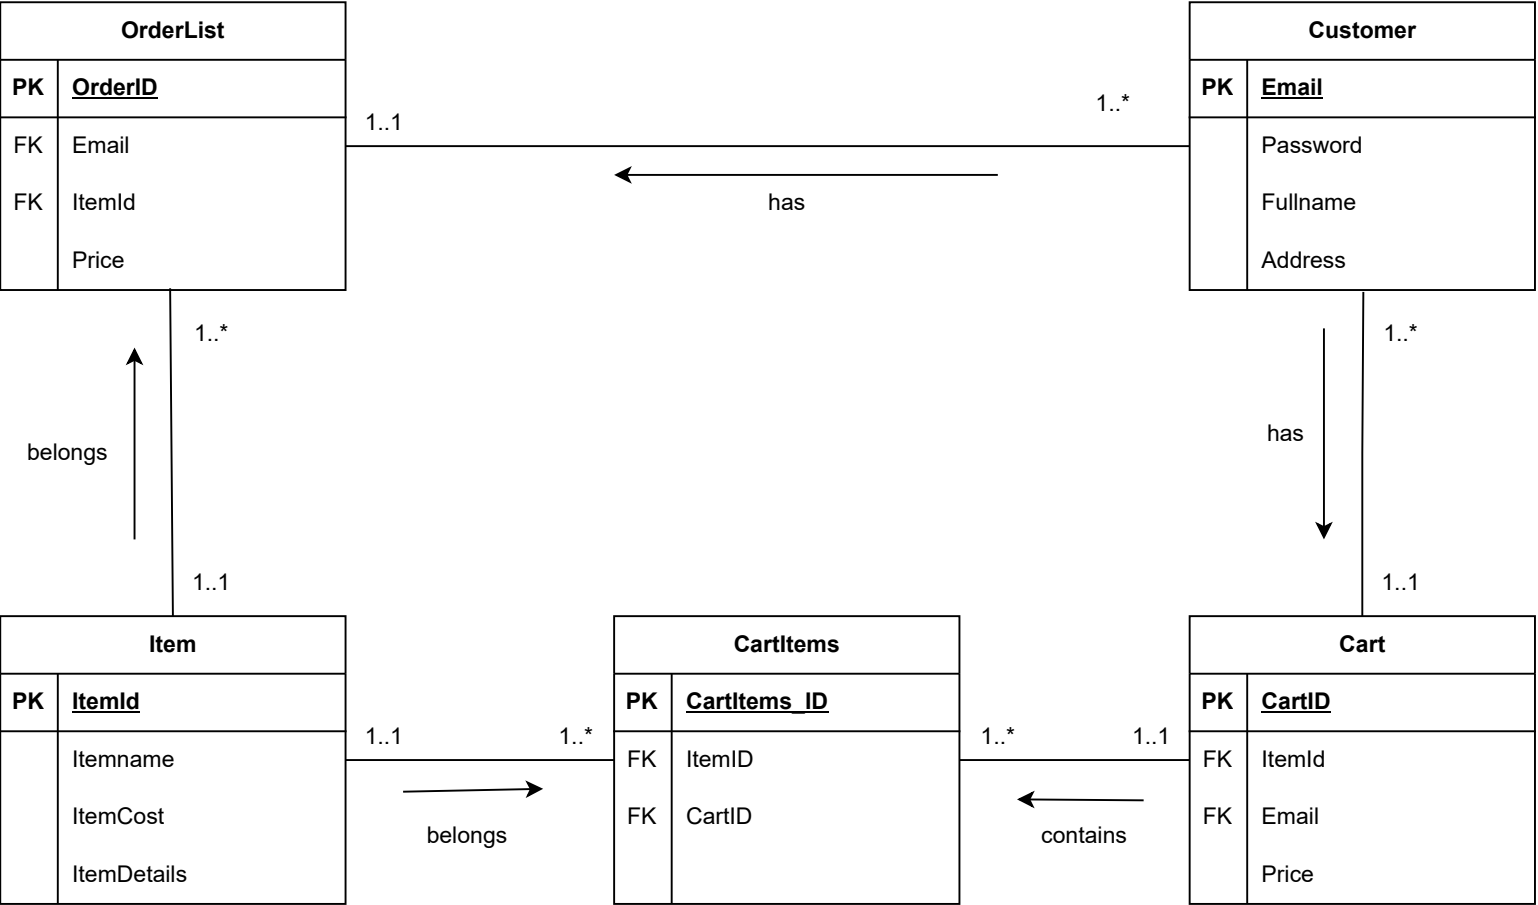 OrderList
PK OrderID
FK Email
FK ItemId
Price
1..1
1..*
has
Customer
PK Email
Password
Fullname
Address
1..*
belongs
1..1
1..*
has
1..1
Item
PK ItemId
Itemname
ItemCost
ItemDetails
1..1
1..*
belongs
CartItems
PK CartItems_ID
FK ItemID
FK CartID
1..*
1..1
contains
Cart
PK CartID
FK ItemId
FK Email
Price